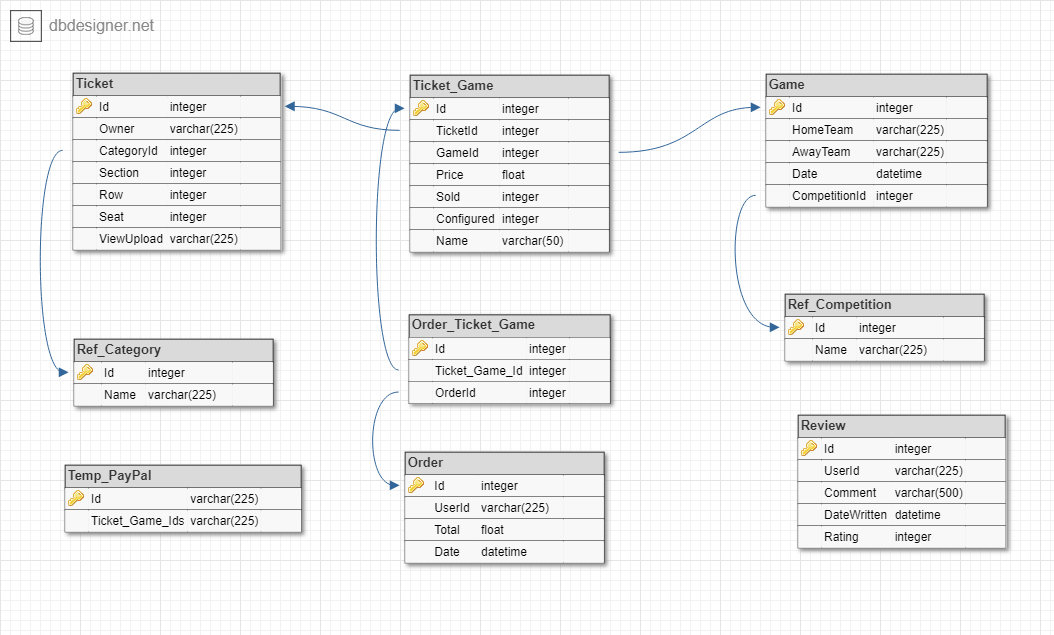 dbdesigner.net
Ticket
Id integer
Owner varchar(225)
CategoryId integer
Section integer
Row integer
Seat integer
ViewUpload varchar(225)
Ticket_Game
Id integer
TicketId integer
GameId integer
Price float
Sold integer
Configured integer
Name varchar(50)
Game
Id integer
HomeTeam varchar(225)
AwayTeam varchar(225)
Date datetime
CompetitionId integer
Ref_Category
Id integer
Name varchar(225)
Order_Ticket_Game
Id integer
Ticket_Game_Id integer
OrderId integer
Ref_Competition
Id integer
Name varchar(225)
Temp_PayPal
Id varchar(225)
Ticket_Game_Ids varchar(225)
Order
Id integer
UserId varchar(225)
Total float
Date datetime
Review
Id integer
UserId varchar(225)
Comment varchar(500)
DateWritten datetime
Rating integer